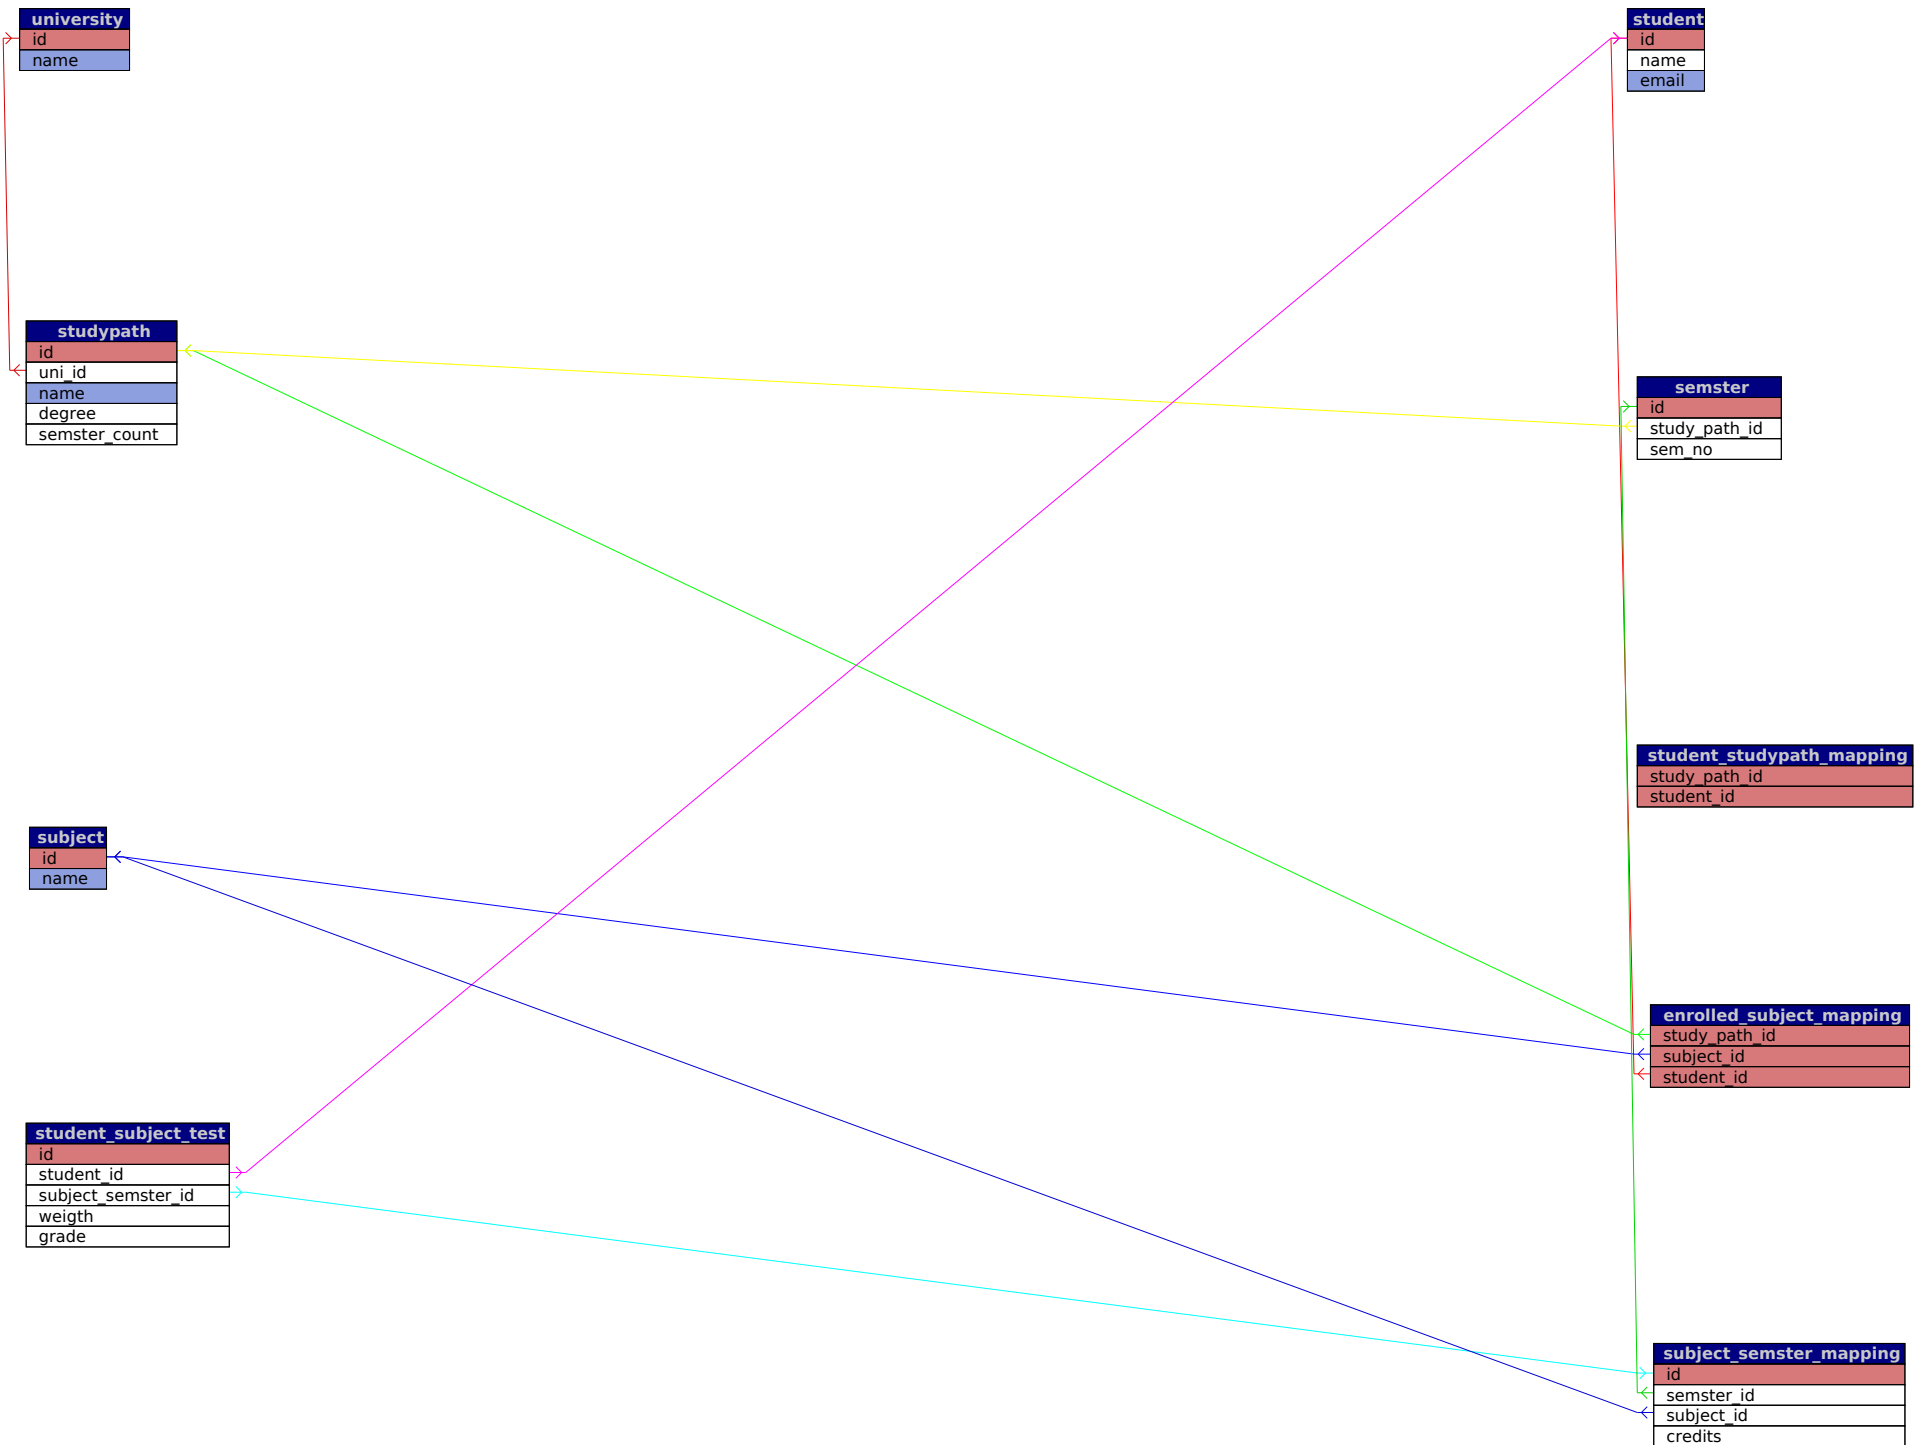 university
id
name
student
id
name
email
studypath
id
uni_id
name
degree
semster_count
semster
id
study_path_id
sem_no
student_studypath_mapping
study_path_id
student_id
subject
id
name
enrolled_subject_mapping
study_path_id
subject_id
student_id
student_subject_test
id
student_id
subject_semster_id
weigth
grade
subject_semster_mapping
id
semster_id
subject_id
credits